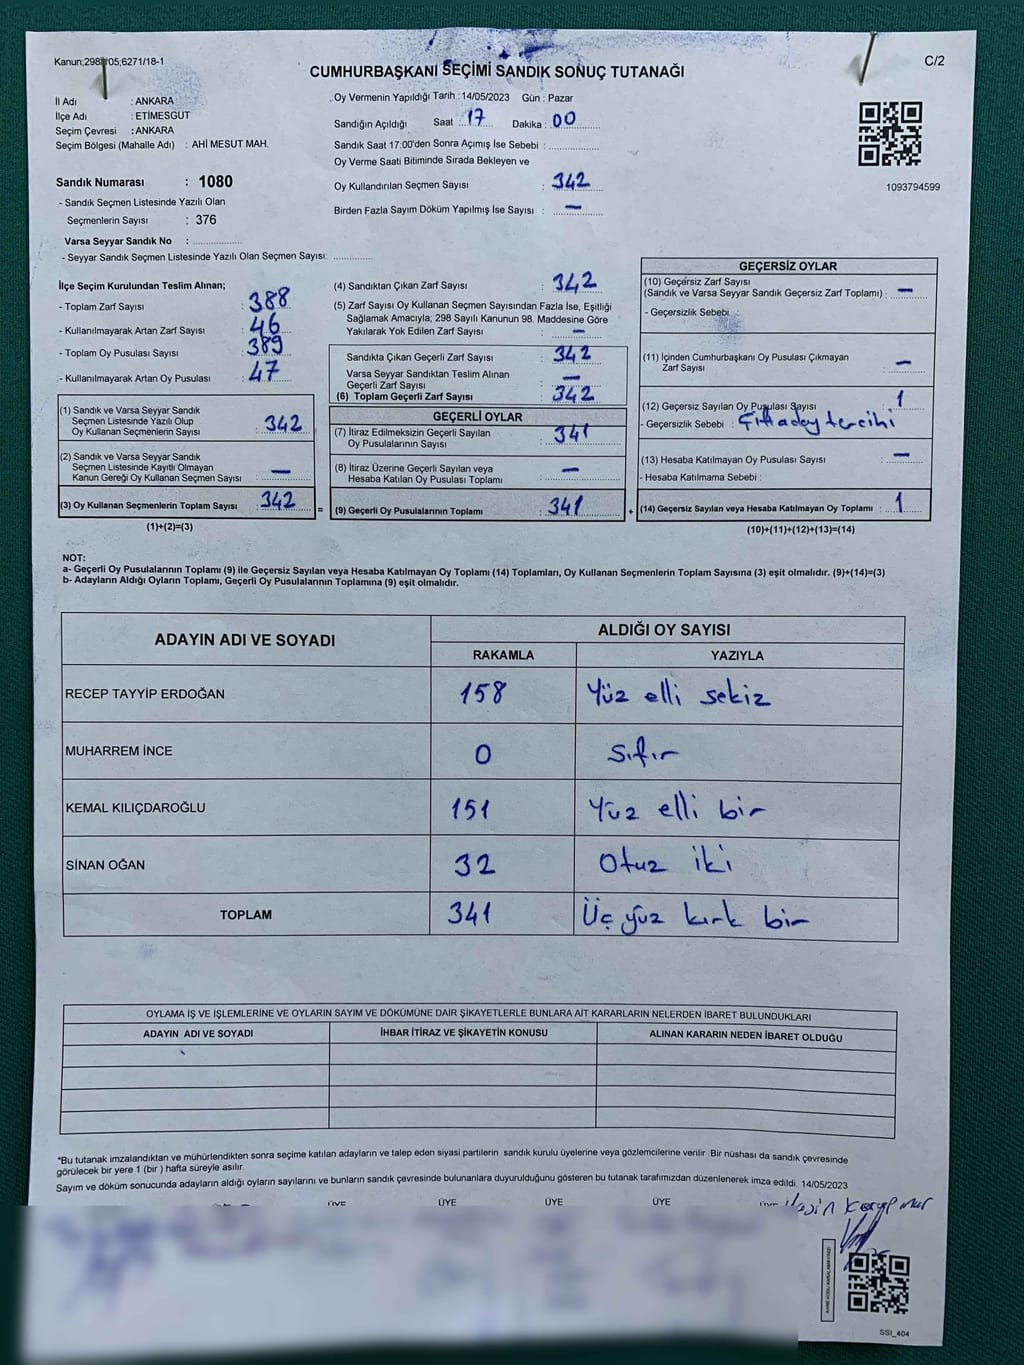 Kanun;298 05,6271/18-1
C/2
CUMHURBAŞKANI SEÇİMİ SANDIK SONUÇ TUTANAĞI
İl Adı : ANKARA
İlçe Adı : ETİMESGUT
Seçim Çevresi : ANKARA
Seçim Bölgesi (Mahalle Adı) : AHİ MESUT MAH.
Sandık Numarası : 1080
- Sandık Seçmen Listesinde Yazılı Olan
Seçmenlerin Sayısı : 376
Varsa Seyyar Sandık No : ................
- Seyyar Sandık Seçmen Listesinde Yazılı Olan Seçmen Sayısı: ............
Oy Vermenin Yapıldığı Tarih : 14/05/2023 Gün : Pazar
Sandığın Açıldığı Saat : 17 Dakika : 00
Sandık Saat 17:00'den Sonra Açımış İse Sebebi : ................
Oy Verme Saati Bitiminde Sırada Bekleyen ve
Oy Kullandırılan Seçmen Sayısı : 342
Birden Fazla Sayım Döküm Yapılmış İse Sayısı : –
1093794599
İlçe Seçim Kurulundan Teslim Alınan;
- Toplam Zarf Sayısı : 388
- Kullanılmayarak Artan Zarf Sayısı : 46
- Toplam Oy Pusulası Sayısı : 389
- Kullanılmayarak Artan Oy Pusulası : 47
(1) Sandık ve Varsa Seyyar Sandık
Seçmen Listesinde Yazılı Olup
Oy Kullanan Seçmenlerin Sayısı : 342
(2) Sandık ve Varsa Seyyar Sandık
Seçmen Listesinde Kayıtlı Olmayan
Kanun Gereği Oy Kullanan Seçmen Sayısı : –
(3) Oy Kullanan Seçmenlerin Toplam Sayısı : 342
(1)+(2)=(3)
=
(4) Sandıktan Çıkan Zarf Sayısı : 342
(5) Zarf Sayısı Oy Kullanan Seçmen Sayısından Fazla İse, Eşitliği
Sağlamak Amacıyla; 298 Sayılı Kanunun 98. Maddesine Göre
Yakılarak Yok Edilen Zarf Sayısı : –
Sandıkta Çıkan Geçerli Zarf Sayısı : 342
Varsa Seyyar Sandıktan Teslim Alınan
Geçerli Zarf Sayısı : –
(6) Toplam Geçerli Zarf Sayısı : 342
GEÇERLİ OYLAR
(7) İtiraz Edilmeksizin Geçerli Sayılan
Oy Pusulalarının Sayısı : 341
(8) İtiraz Üzerine Geçerli Sayılan veya
Hesaba Katılan Oy Pusulası Toplamı : –
(9) Geçerli Oy Pusulalarının Toplamı : 341
+
GEÇERSİZ OYLAR
(10) Geçersiz Zarf Sayısı
(Sandık ve Varsa Seyyar Sandık Geçersiz Zarf Toplamı) : –
- Geçersizlik Sebebi
(11) İçinden Cumhurbaşkanı Oy Pusulası Çıkmayan
Zarf Sayısı : –
(12) Geçersiz Sayılan Oy Pusulası Sayısı : 1
- Geçersizlik Sebebi : Çift aday tercihi
(13) Hesaba Katılmayan Oy Pusulası Sayısı : –
- Hesaba Katılmama Sebebi :
(14) Geçersiz Sayılan veya Hesaba Katılmayan Oy Toplamı : 1
(10)+(11)+(12)+(13)=(14)
NOT:
a- Geçerli Oy Pusulalarının Toplamı (9) ile Geçersiz Sayılan veya Hesaba Katılmayan Oy Toplamı (14) Toplamları, Oy Kullanan Seçmenlerin Toplam Sayısına (3) eşit olmalıdır. (9)+(14)=(3)
b- Adayların Aldığı Oyların Toplamı, Geçerli Oy Pusulalarının Toplamına (9) eşit olmalıdır.
ADAYIN ADI VE SOYADI ALDIĞI OY SAYISI
RAKAMLA YAZIYLA
RECEP TAYYİP ERDOĞAN 158 Yüz elli sekiz
MUHARREM İNCE 0 Sıfır
KEMAL KILIÇDAROĞLU 151 Yüz elli bir
SİNAN OĞAN 32 Otuz iki
TOPLAM 341 Üç yüz kırk bir
OYLAMA İŞ VE İŞLEMLERİNE VE OYLARIN SAYIM VE DÖKÜMÜNE DAİR ŞİKAYETLERLE BUNLARA AİT KARARLARIN NELERDEN İBARET BULUNDUKLARI
ADAYIN ADI VE SOYADI İHBAR İTİRAZ VE ŞİKAYETİN KONUSU ALINAN KARARIN NEDEN İBARET OLDUĞU
*Bu tutanak imzalandıktan ve mühürlendikten sonra seçime katılan adayların ve talep eden siyasi partilerin sandık kurulu üyelerine veya gözlemcilerine verilir. Bir nüshası da sandık çevresinde
görülecek bir yere 1 (bir ) hafta süreyle asılır.
Sayım ve döküm sonucunda adayların aldığı oyların sayılarını ve bunların sandık çevresinde bulunanlara duyurulduğunu gösteren bu tutanak tarafımızdan düzenlenerek imza edildi. 14/05/2023
ÜYE ÜYE ÜYE ÜYE
SSI_404